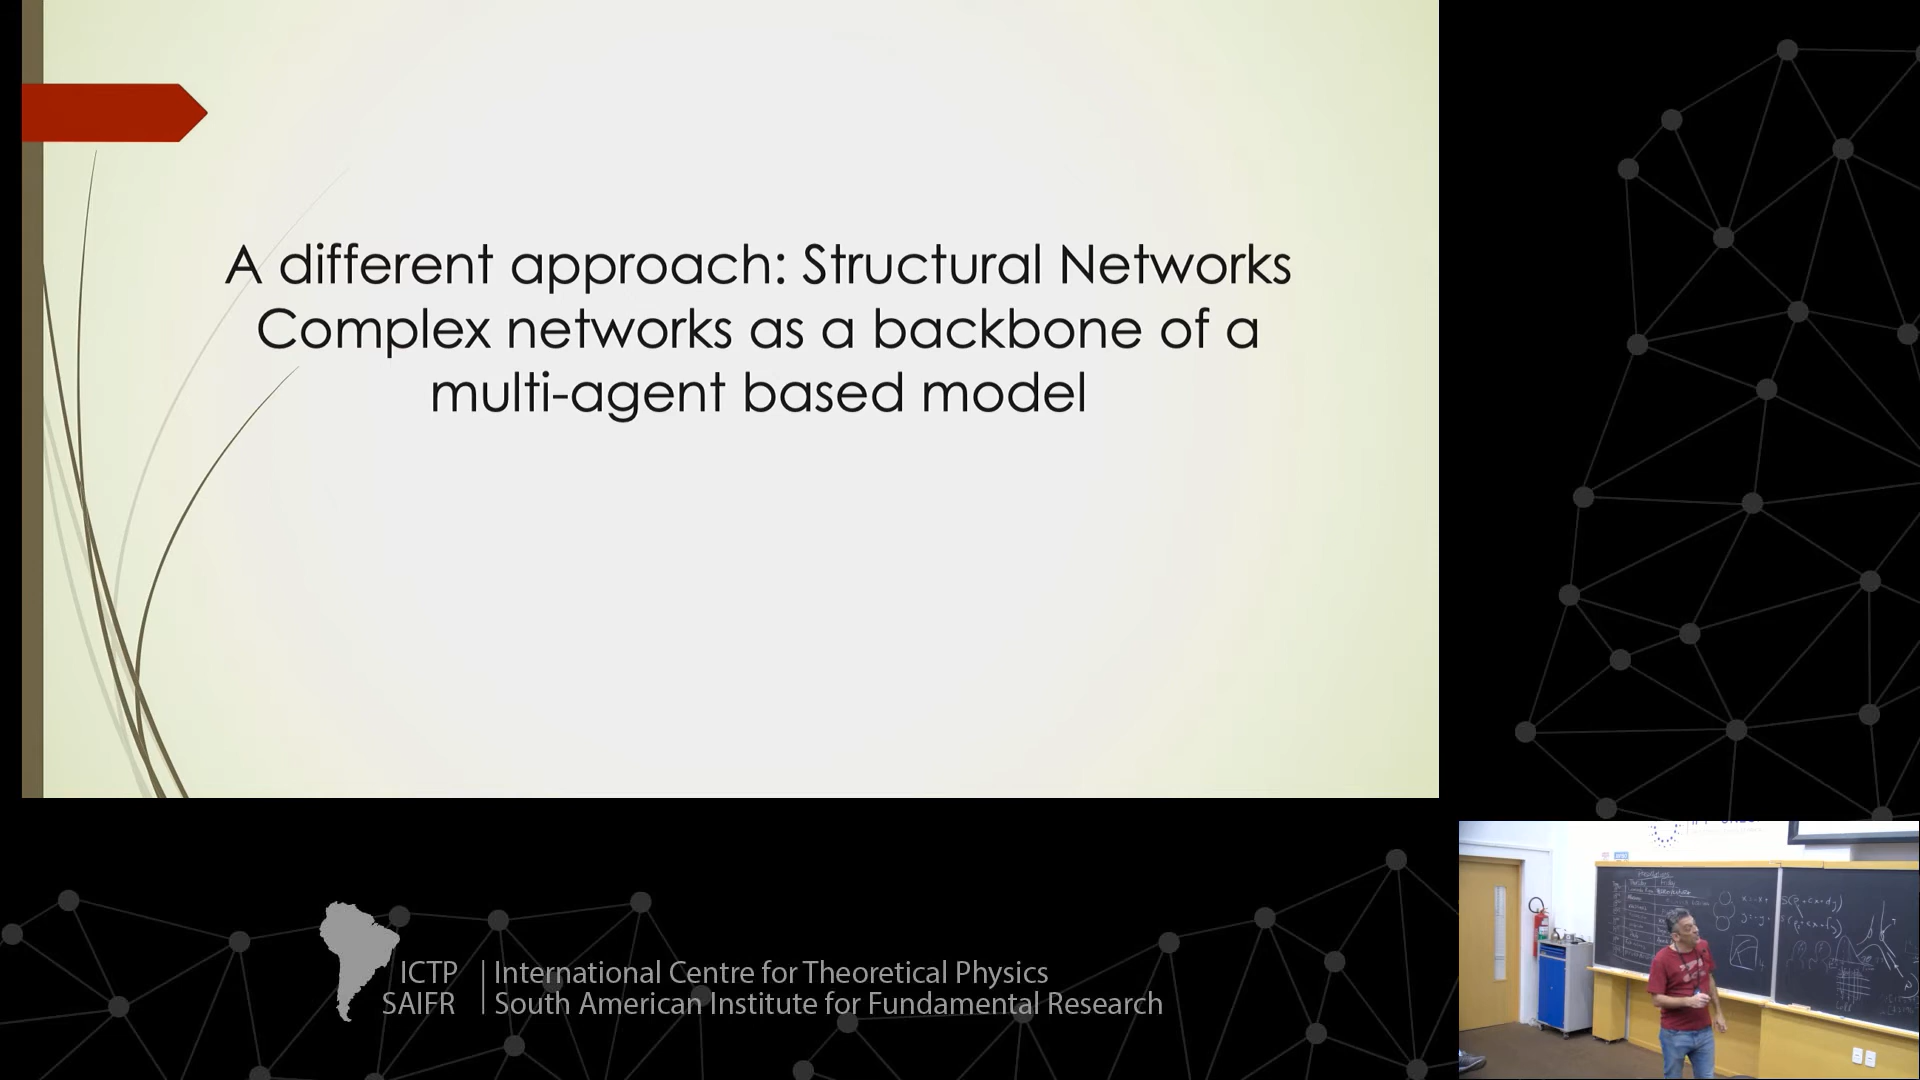 A different approach: Structural Networks
Complex networks as a backbone of a
multi-agent based model
ICTP
SAIFR
International Centre for Theoretical Physics
South American Institute for Fundamental Research